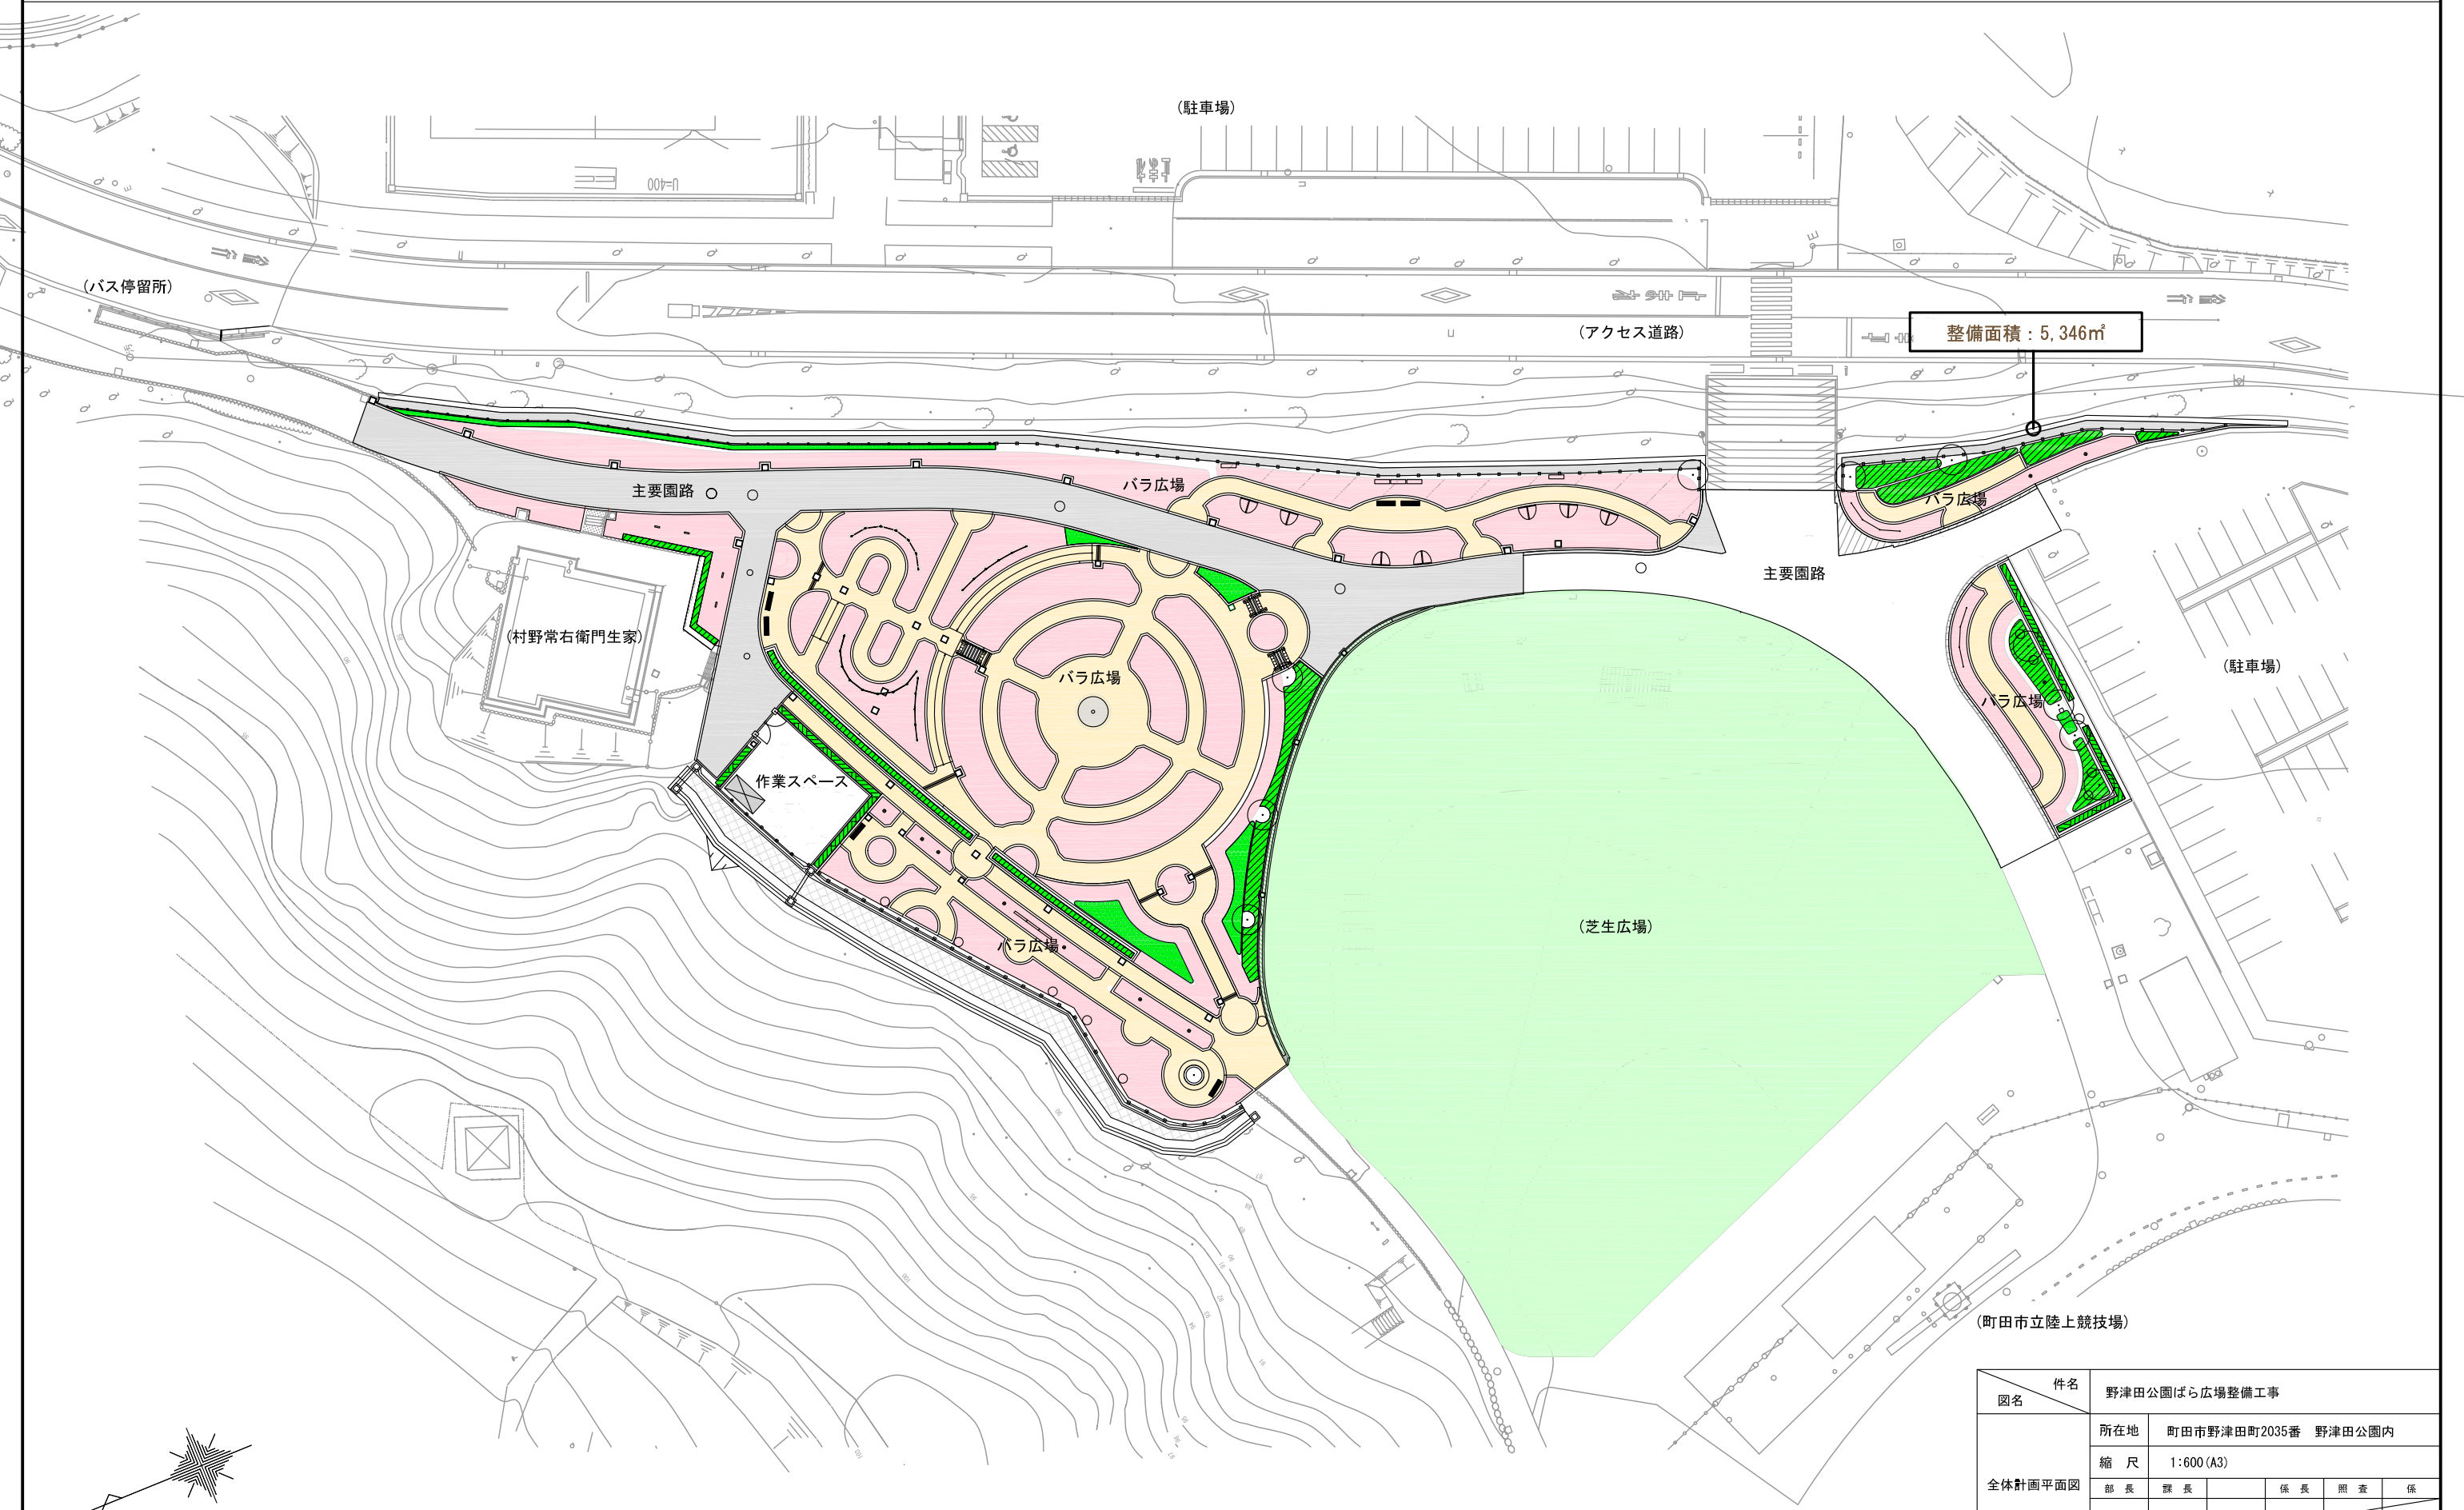 (駐車場)
U=400
(バス停留所)
(アクセス道路)
整備面積：5,346㎡
主要園路
バラ広場
バラ広場
主要園路
(村野常右衛門生家)
(駐車場)
バラ広場
バラ広場
作業スペース
(芝生広場)
バラ広場
(町田市立陸上競技場)
件名
図名
野津田公園ばら広場整備工事
所在地
町田市野津田町2035番　野津田公園内
縮　尺
1:600(A3)
全体計画平面図
部　長
課　長
係　長
照　査
係